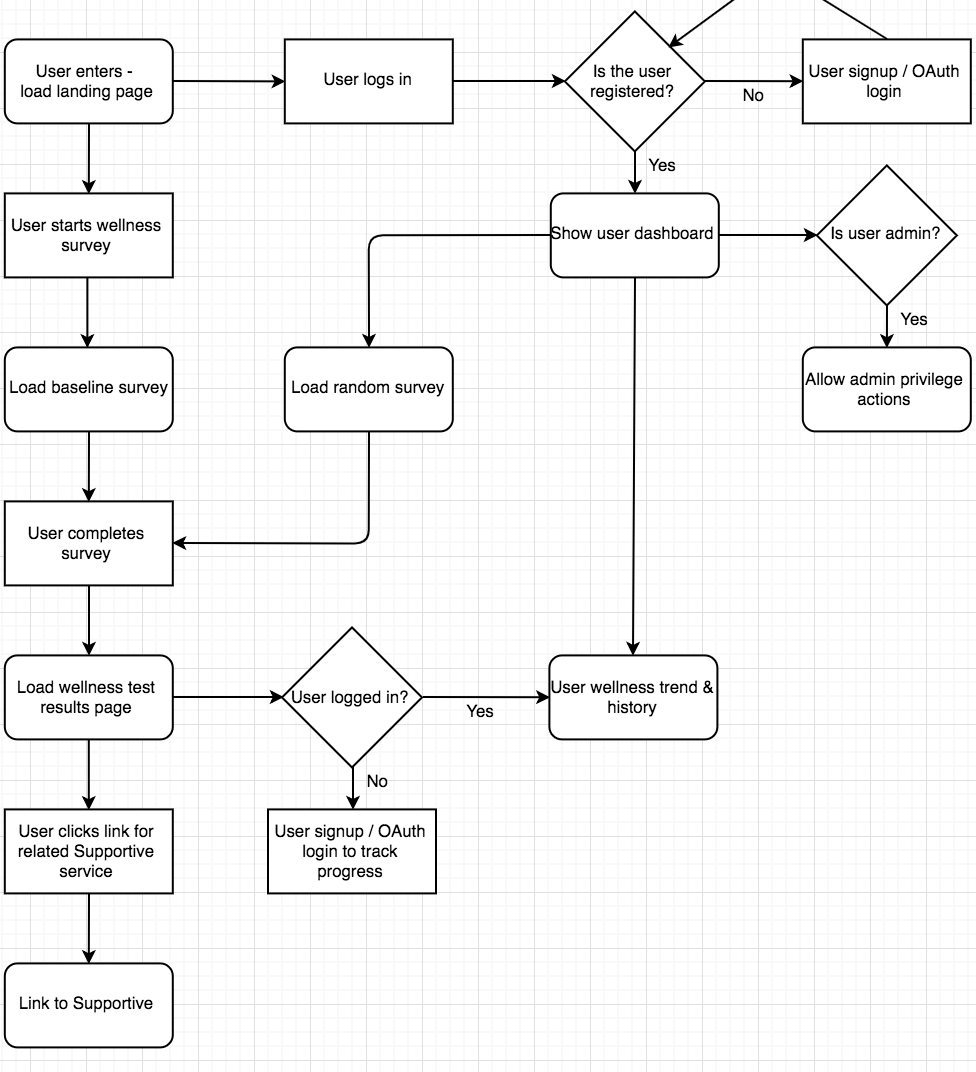 User enters -
load landing page
User logs in
Is the user
registered?
No
User signup / OAuth
login
Yes
User starts wellness
survey
Show user dashboard
Is user admin?
Yes
Load baseline survey
Load random survey
Allow admin privilege
actions
User completes
survey
Load wellness test
results page
User logged in?
Yes
User wellness trend &
history
No
User clicks link for
related Supportive
service
User signup / OAuth
login to track
progress
Link to Supportive